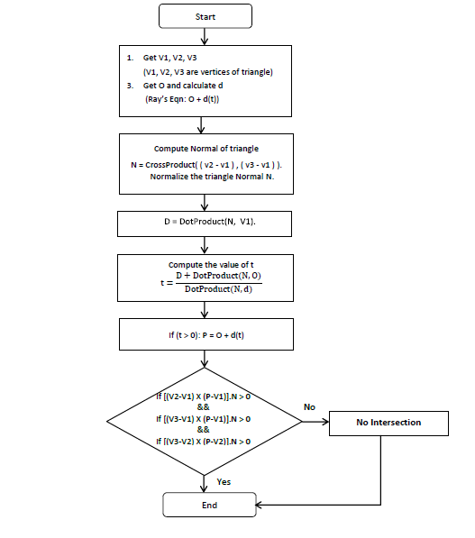 Start
1. Get V1, V2, V3
(V1, V2, V3 are vertices of triangle)
3. Get O and calculate d
(Ray's Eqn: O + d(t))
Compute Normal of triangle
N = CrossProduct( ( v2 - v1 ) , ( v3 - v1 ) ).
Normalize the triangle Normal N.
D = DotProduct(N, V1).
Compute the value of t
t = D + DotProduct(N, O)
DotProduct(N, d)
If (t > 0): P = O + d(t)
If [(V2-V1) X (P-V1)].N > 0
&&
If [(V3-V1) X (P-V1)].N > 0
&&
If [(V3-V2) X (P-V2)].N > 0
No
No Intersection
Yes
End